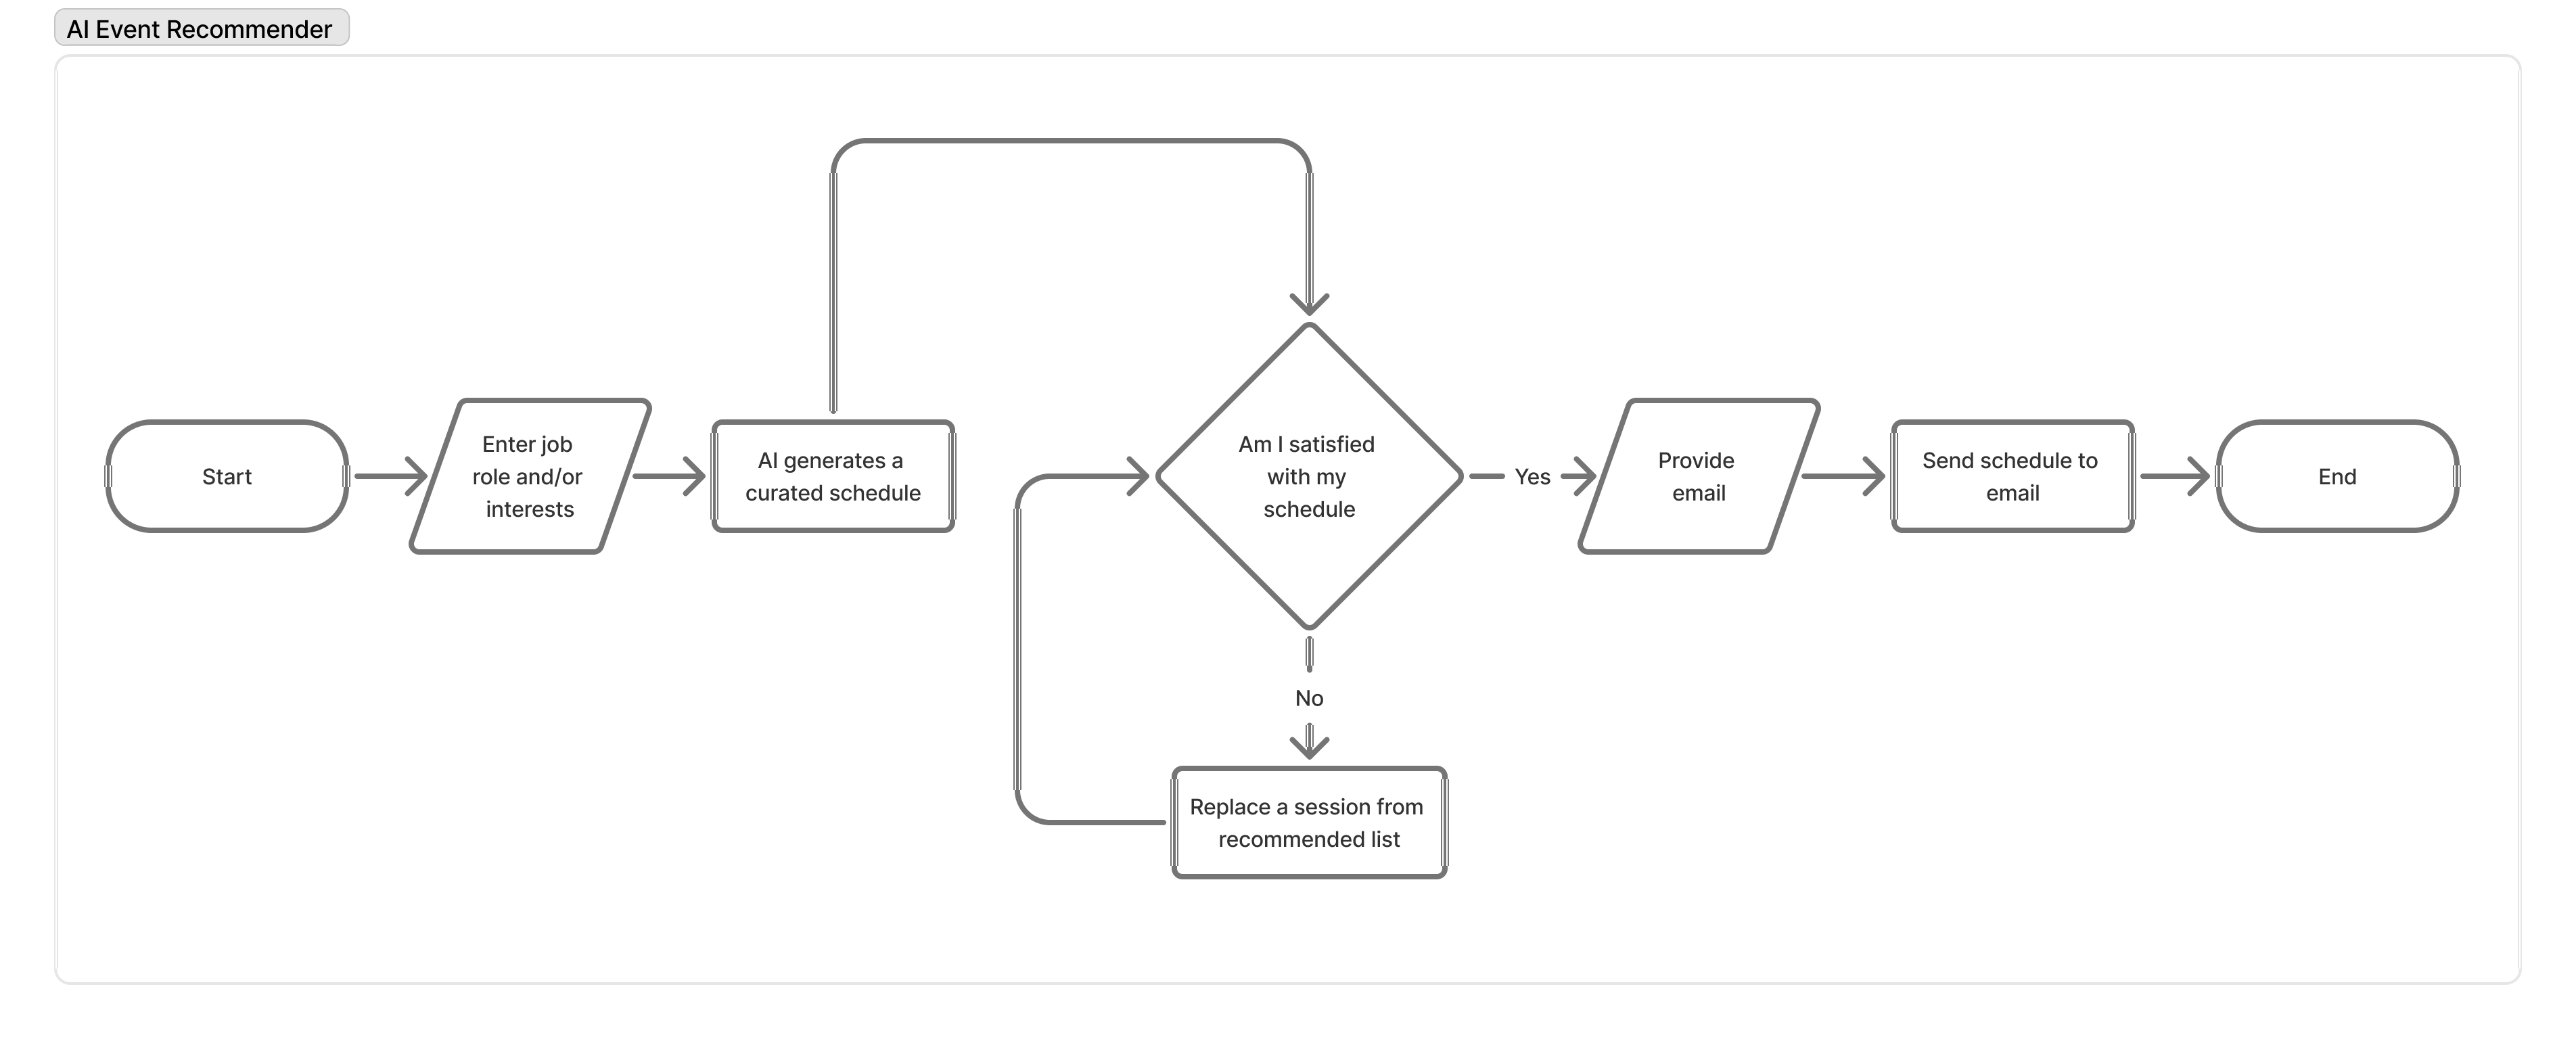 AI Event Recommender
Start
Enter job
role and/or
interests
AI generates a
curated schedule
Am I satisfied
with my
schedule
Yes
Provide
email
Send schedule to
email
End
No
Replace a session from
recommended list